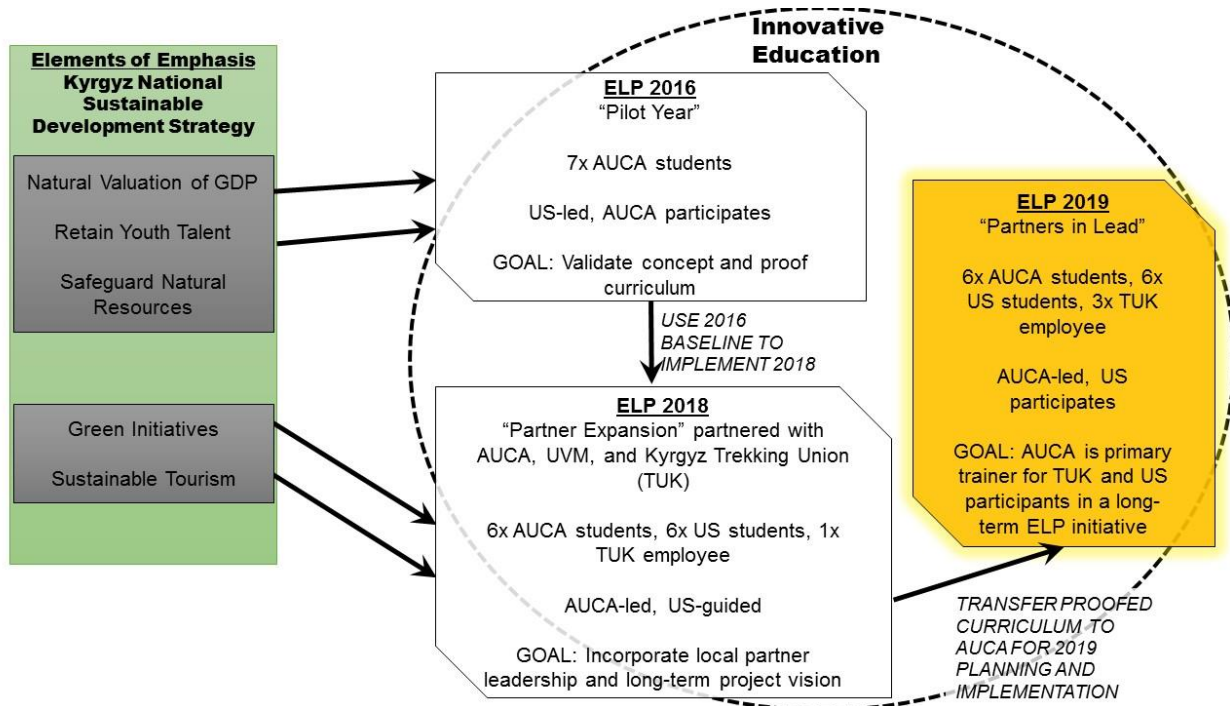 Innovative
Education
Elements of Emphasis
Kyrgyz National
Sustainable
Development Strategy
Natural Valuation of GDP
Retain Youth Talent
Safeguard Natural
Resources
Green Initiatives
Sustainable Tourism
ELP 2016
“Pilot Year”
7x AUCA students
US-led, AUCA participates
GOAL: Validate concept and proof
curriculum
USE 2016
BASELINE TO
IMPLEMENT 2018
ELP 2018
“Partner Expansion” partnered with
AUCA, UVM, and Kyrgyz Trekking Union
(TUK)
6x AUCA students, 6x US students, 1x
TUK employee
AUCA-led, US-guided
GOAL: Incorporate local partner
leadership and long-term project vision
ELP 2019
“Partners in Lead”
6x AUCA students, 6x
US students, 3x TUK
employee
AUCA-led, US
participates
GOAL: AUCA is primary
trainer for TUK and US
participants in a long-
term ELP initiative
TRANSFER PROOFED
CURRICULUM TO
AUCA FOR 2019
PLANNING AND
IMPLEMENTATION